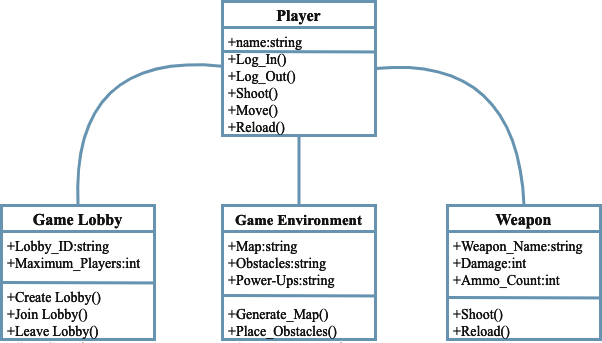 Player
+name:string
+Log_In()
+Log_Out()
+Shoot()
+Move()
+Reload()
Game Lobby
+Lobby_ID:string
+Maximum_Players:int
+Create Lobby()
+Join Lobby()
+Leave Lobby()
Game Environment
+Map:string
+Obstacles:string
+Power-Ups:string
+Generate_Map()
+Place_Obstacles()
Weapon
+Weapon_Name:string
+Damage:int
+Ammo_Count:int
+Shoot()
+Reload()